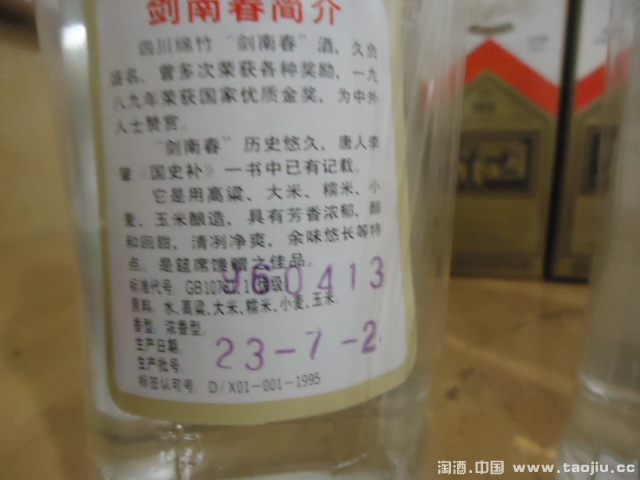 剑南春简介
四川绵竹“剑南春”酒，久负
盛名，曾多次荣获各种奖励，一九
八九年荣获国家优质金奖，为中外
人士赞赏。
“剑南春”历史悠久，唐人李
肇《国史补》一书中已有记载。
它是用高粱、大米、糯米、小
麦、玉米酿造，具有芳香浓郁，醇
和回甜，清冽净爽，余味悠长等特
点，是筵席馈赠之佳品。
标准代号: GB1078
960413
原料: 水、高粱、大米、糯米、小麦、玉米。
香型: 浓香型。
生产日期:
生产批号:
23-7-2
标签认可号: D/X01-001-1995
淘酒.中国 www.taojiu.cc